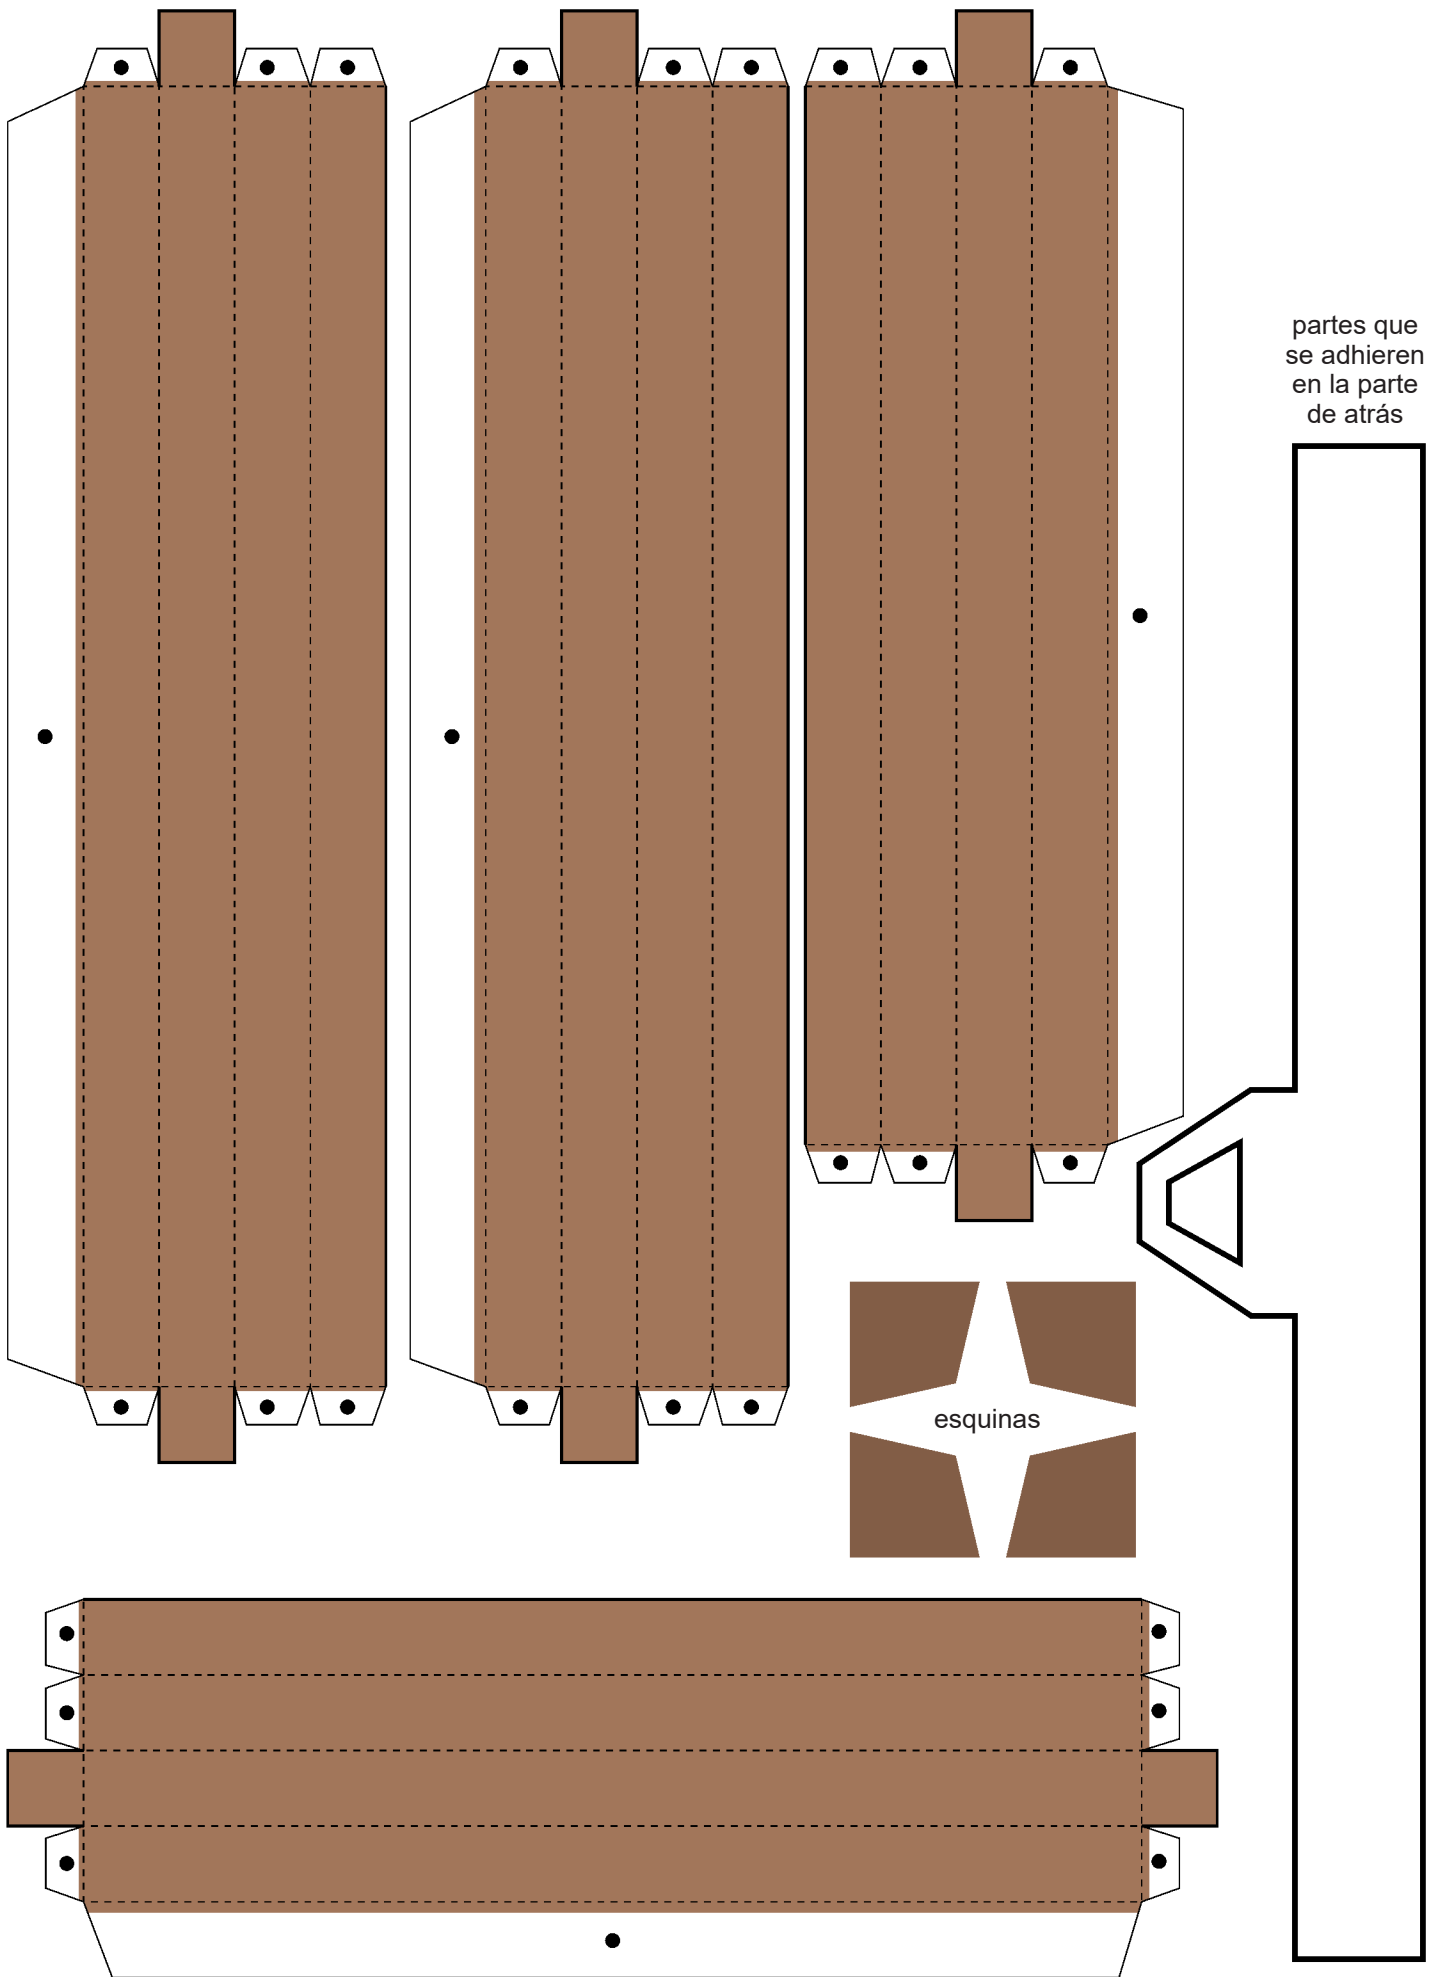 partes que
se adhieren
en la parte
de atrás
esquinas